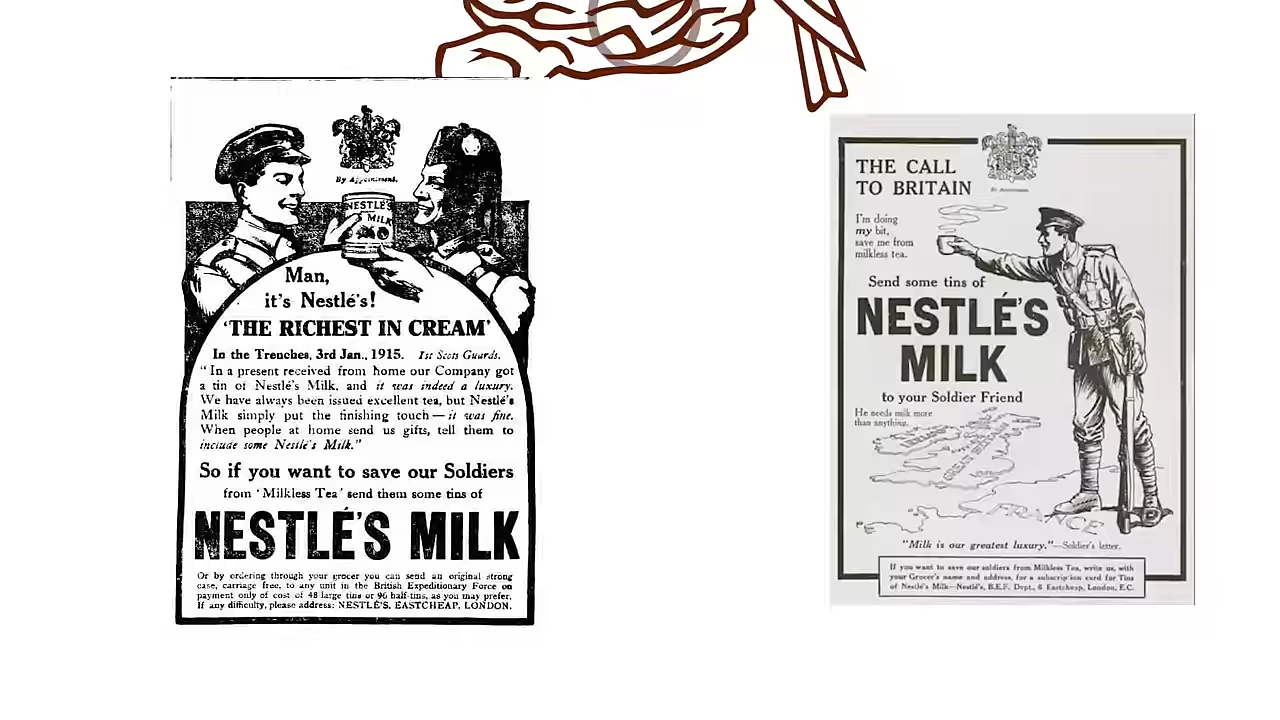 By Appointment.
NESTLÉ'S
MILK
Man,
it's Nestlé's!
'THE RICHEST IN CREAM'
In the Trenches, 3rd Jan., 1915. 1st Scots Guards.
"In a present received from home our Company got
a tin of Nestlé's Milk, and it was indeed a luxury.
We have always been issued excellent tea, but Nestlé's
Milk simply put the finishing touch — it was fine.
When people at home send us gifts, tell them to
include some Nestlé's Milk."
So if you want to save our Soldiers
from 'Milkless Tea' send them some tins of
NESTLÉ'S MILK
Or by ordering through your grocer you can send an original strong
case, carriage free, to any unit in the British Expeditionary Force on
payment only of cost of 48 large tins or 96 half-tins, as you may prefer.
If any difficulty, please address: NESTLÉ'S, EASTCHEAP, LONDON.
By Appointment.
THE CALL
TO BRITAIN
I'm doing
my bit,
save me from
milkless tea.
Send some tins of
NESTLÉ'S
MILK
to your Soldier Friend
He needs milk more
than anything.
IRELAND
GREAT BRITAIN
FRANCE
"Milk is our greatest luxury."—Soldier's letter.
If you want to save our soldiers from Milkless Tea, write us, with
your Grocer's name and address, for a subscription card for Tins
of Nestlé's Milk—Nestlé's, B.E.F. Dept., 6 Eastcheap, London, E.C.